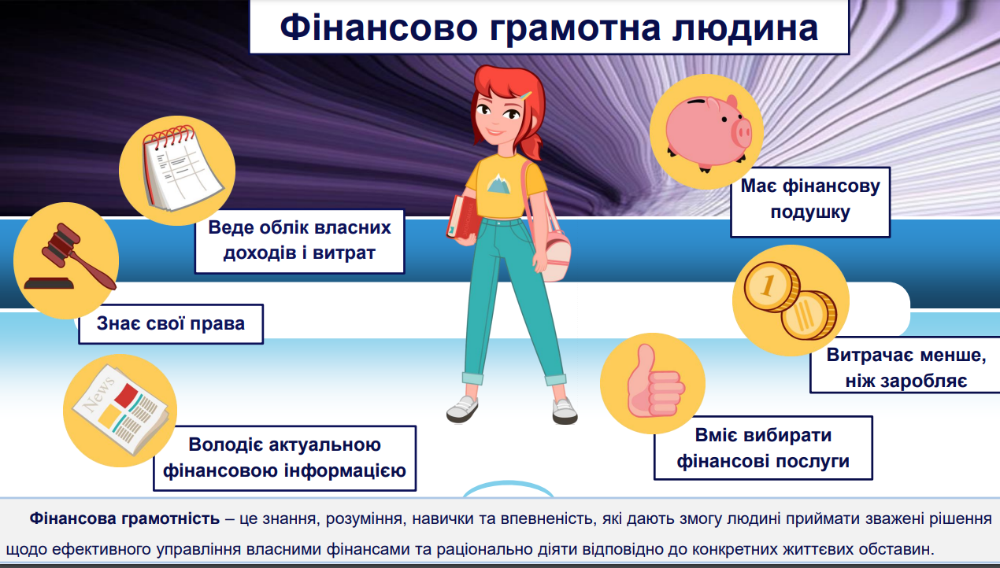 Фінансово грамотна людина
Веде облік власних
доходів і витрат
Має фінансову
подушку
Знає свої права
1
Витрачає менше,
ніж заробляє
News
Володіє актуальною
фінансовою інформацією
Вміє вибирати
фінансові послуги
Фінансова грамотність – це знання, розуміння, навички та впевненість, які дають змогу людині приймати зважені рішення
щодо ефективного управління власними фінансами та раціонально діяти відповідно до конкретних життєвих обставин.